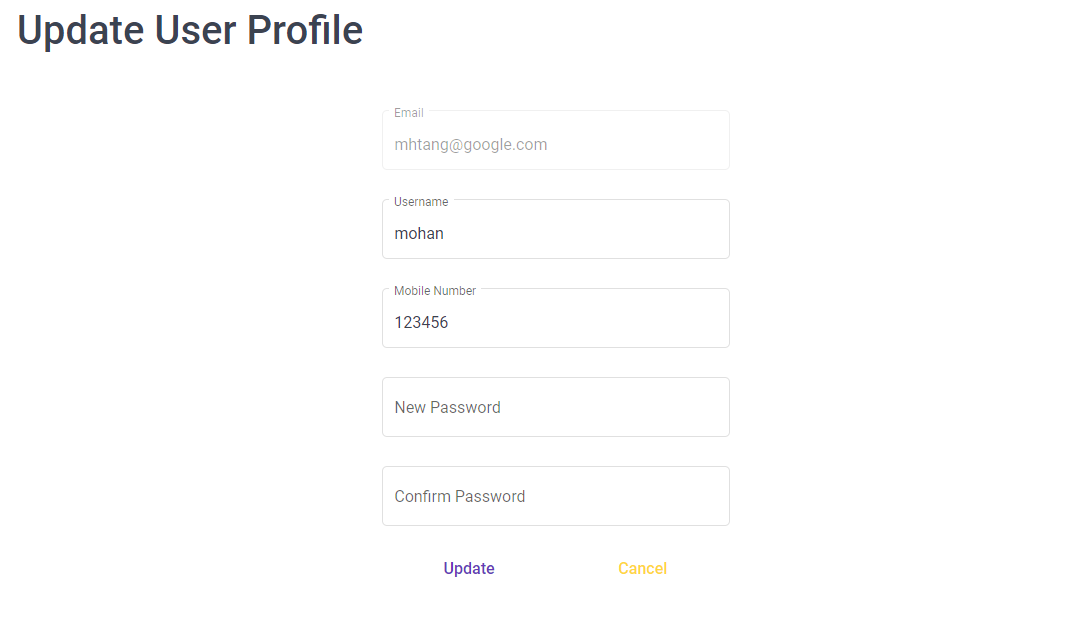 Update User Profile
Email
mhtang@google.com
Username
mohan
Mobile Number
123456
New Password
Confirm Password
Update Cancel